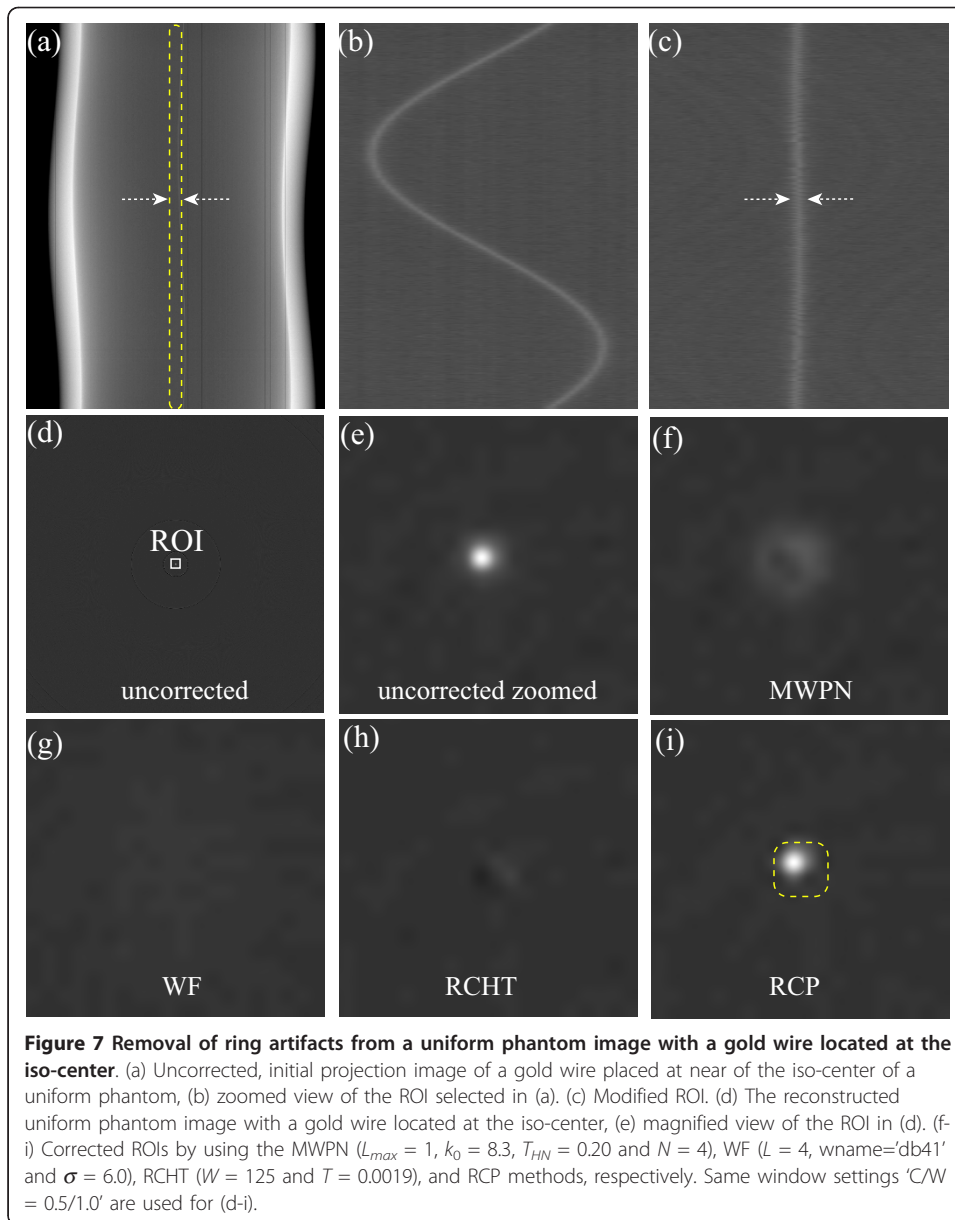 (a)
(b)
(c)
(d)
ROI
uncorrected
(e)
uncorrected zoomed
(f)
MWPN
(g)
WF
(h)
RCHT
(i)
RCP
Figure 7 Removal of ring artifacts from a uniform phantom image with a gold wire located at the
iso-center. (a) Uncorrected, initial projection image of a gold wire placed at near of the iso-center of a
uniform phantom, (b) zoomed view of the ROI selected in (a). (c) Modified ROI. (d) The reconstructed
uniform phantom image with a gold wire located at the iso-center, (e) magnified view of the ROI in (d). (f-
i) Corrected ROIs by using the MWPN (Lmax = 1, k0 = 8.3, THN = 0.20 and N = 4), WF (L = 4, wname='db41'
and σ = 6.0), RCHT (W = 125 and T = 0.0019), and RCP methods, respectively. Same window settings 'C/W
= 0.5/1.0' are used for (d-i).